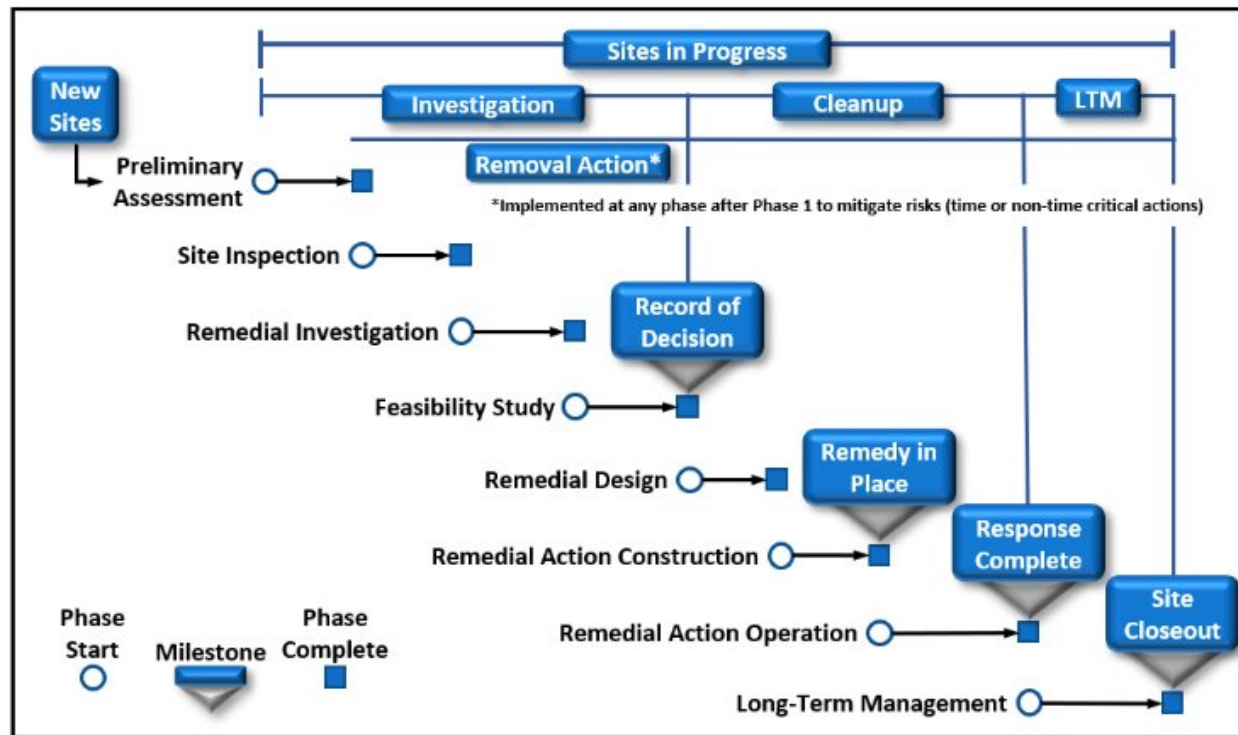 Sites in Progress
New
Sites
Investigation
Cleanup
LTM
Removal Action*
Preliminary
Assessment
*Implemented at any phase after Phase 1 to mitigate risks (time or non-time critical actions)
Site Inspection
Record of
Decision
Remedial Investigation
Feasibility Study
Remedy in
Place
Remedial Design
Response
Complete
Remedial Action Construction
Site
Closeout
Phase
Start
Milestone
Phase
Complete
Remedial Action Operation
Long-Term Management